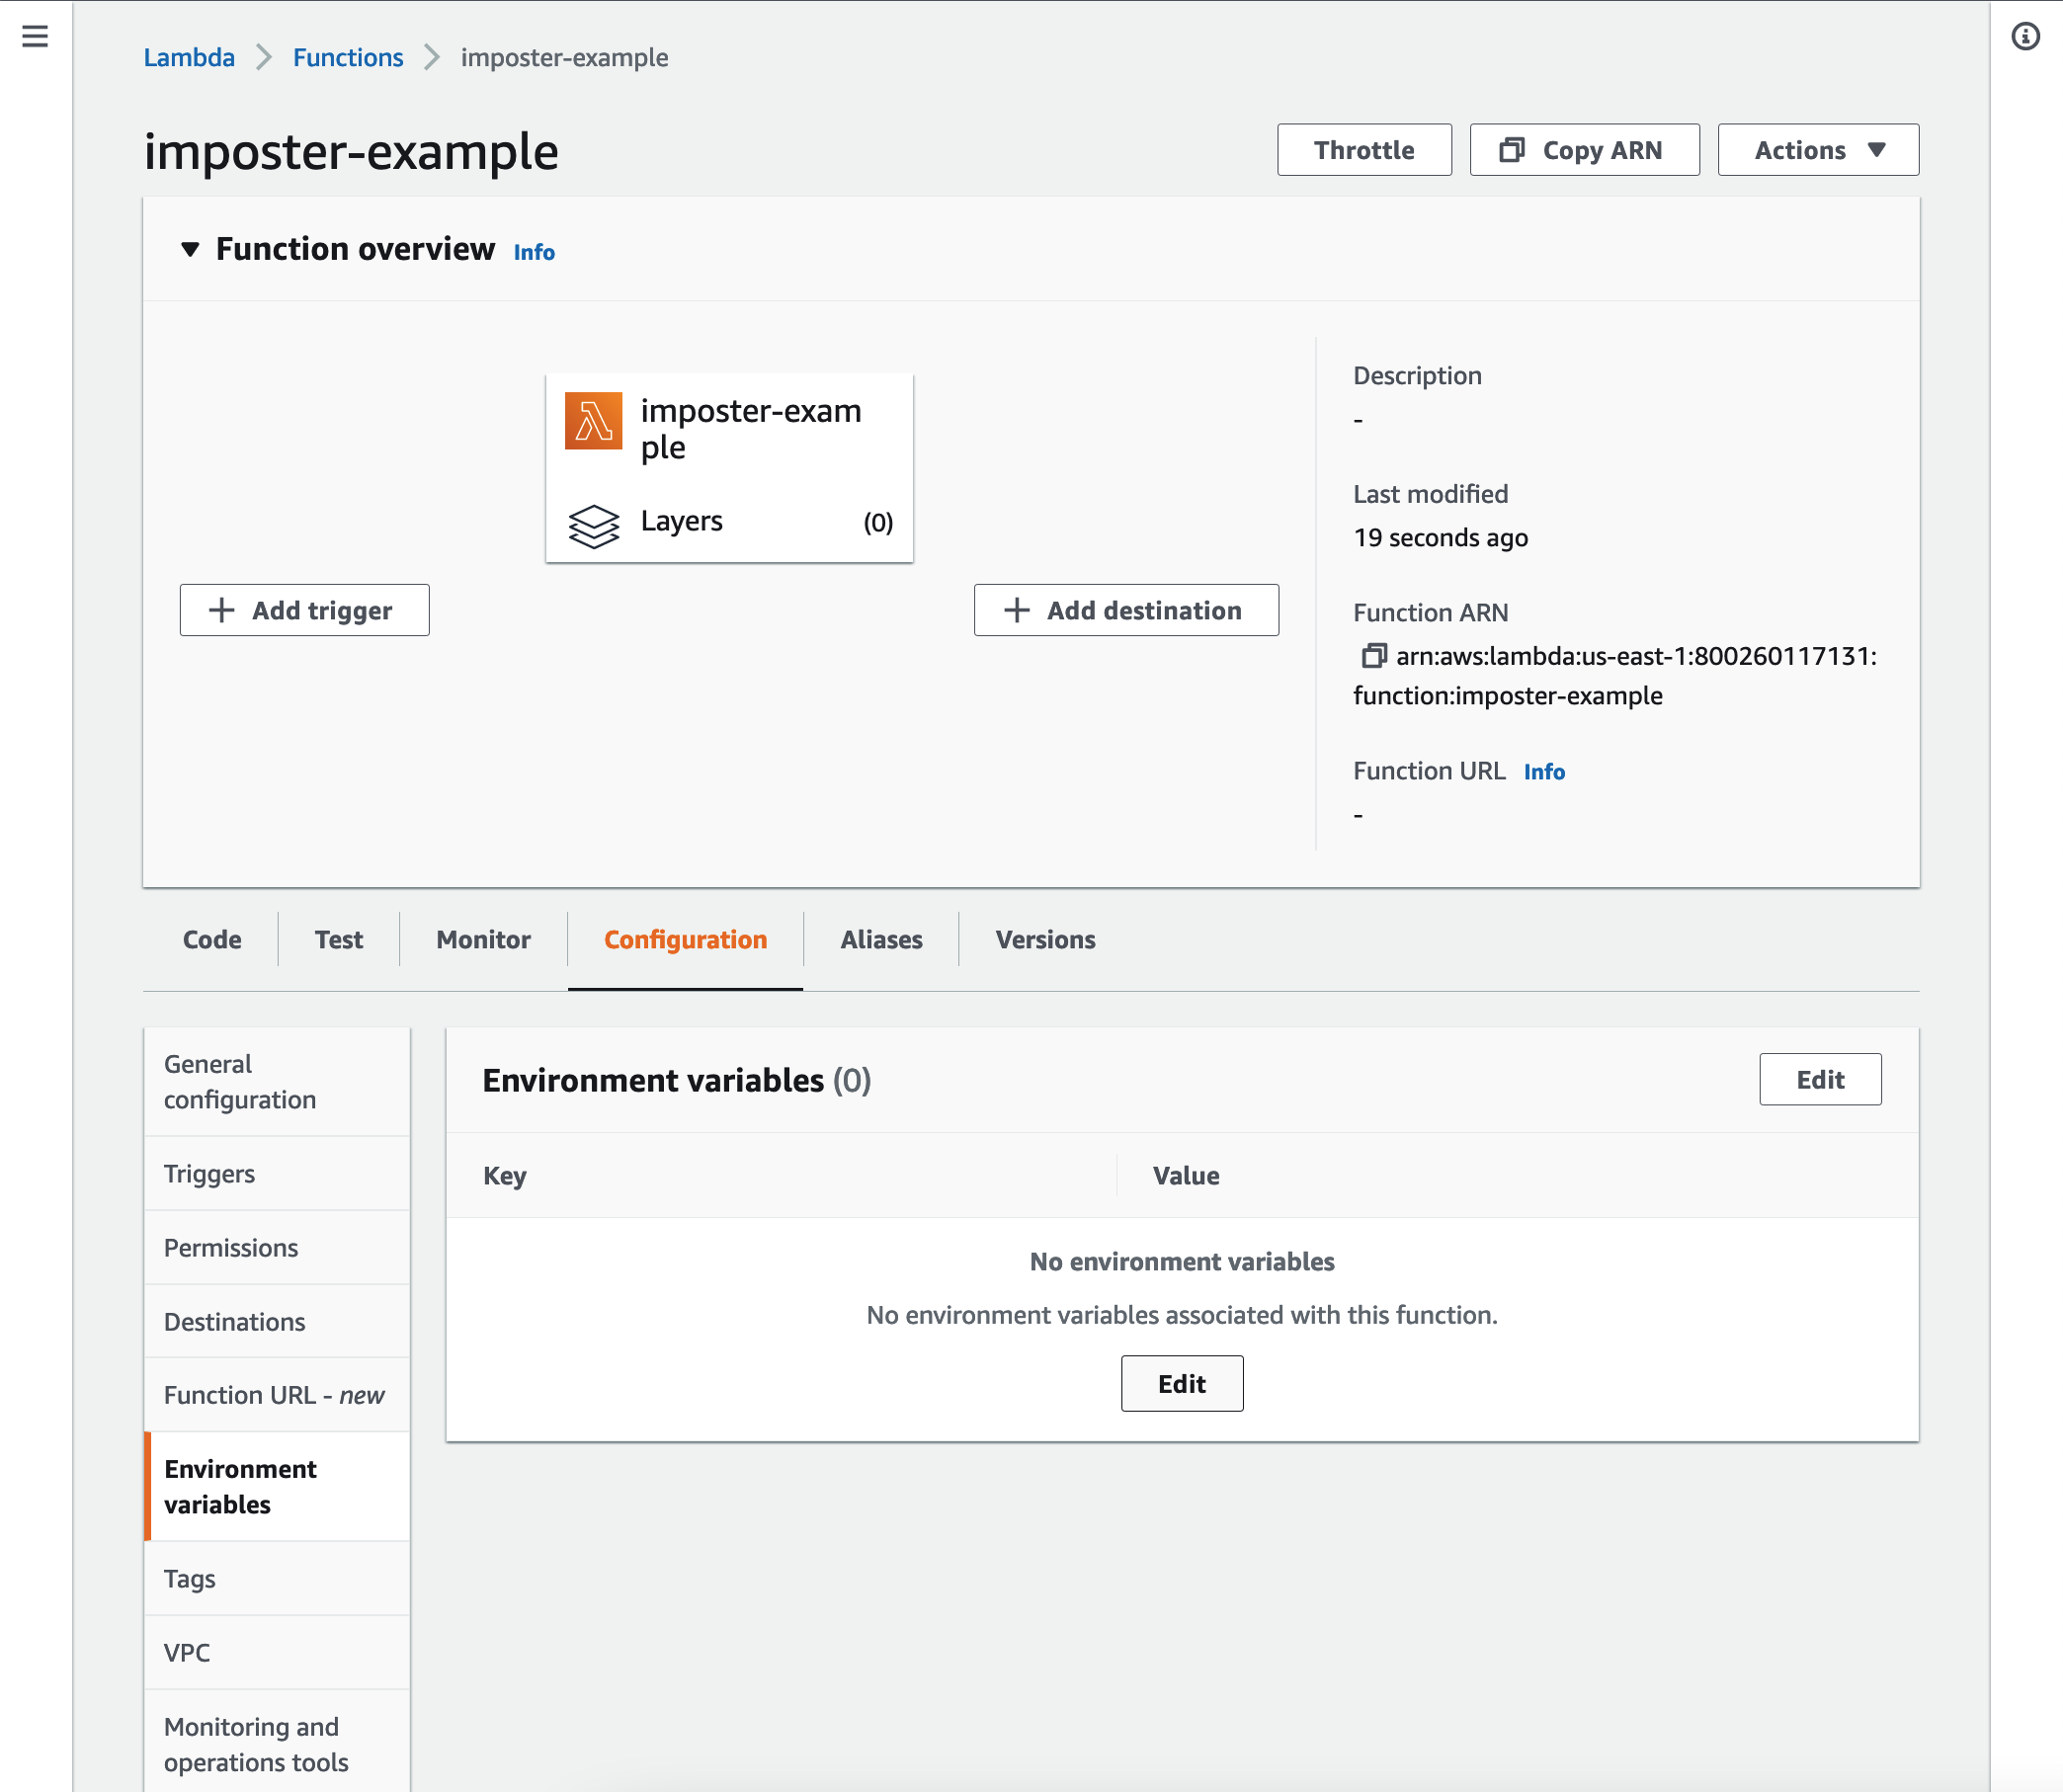 Lambda > Functions > imposter-example
imposter-example
Throttle
Copy ARN
Actions
Function overview Info
imposter-exam
ple
Layers (0)
Add trigger
Add destination
Description
-
Last modified
19 seconds ago
Function ARN
arn:aws:lambda:us-east-1:800260117131:
function:imposter-example
Function URL Info
-
Code
Test
Monitor
Configuration
Aliases
Versions
General
configuration
Triggers
Permissions
Destinations
Function URL - new
Environment
variables
Tags
VPC
Monitoring and
operations tools
Environment variables (0)
Edit
Key
Value
No environment variables
No environment variables associated with this function.
Edit